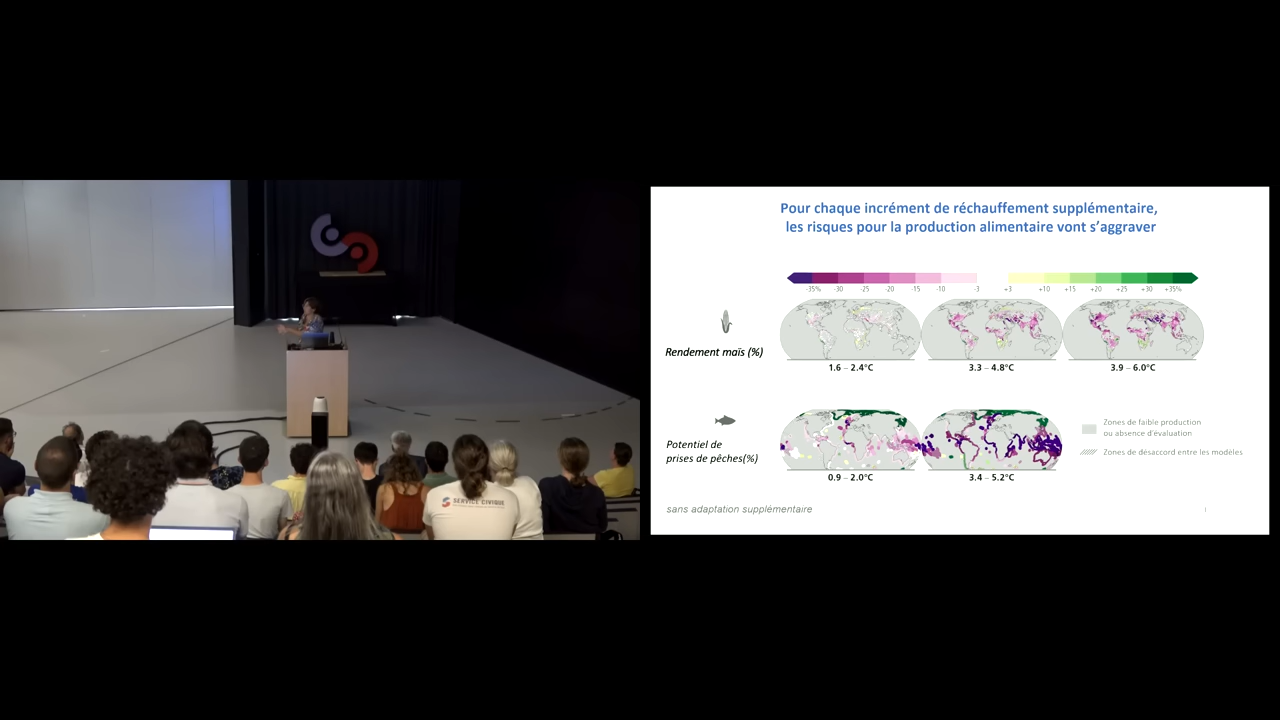 Pour chaque incrément de réchauffement supplémentaire,
les risques pour la production alimentaire vont s'aggraver
-35% -30 -25 -20 -15 -10 -3 +3 +10 +15 +20 +25 +30 +35%
Rendement maïs (%)
1.6 – 2.4°C 3.3 – 4.8°C 3.9 – 6.0°C
Potentiel de
prises de pêches(%)
0.9 – 2.0°C 3.4 – 5.2°C
Zones de faible production
ou absence d'évaluation
Zones de désaccord entre les modèles
sans adaptation supplémentaire
SERVICE CIVIQUE